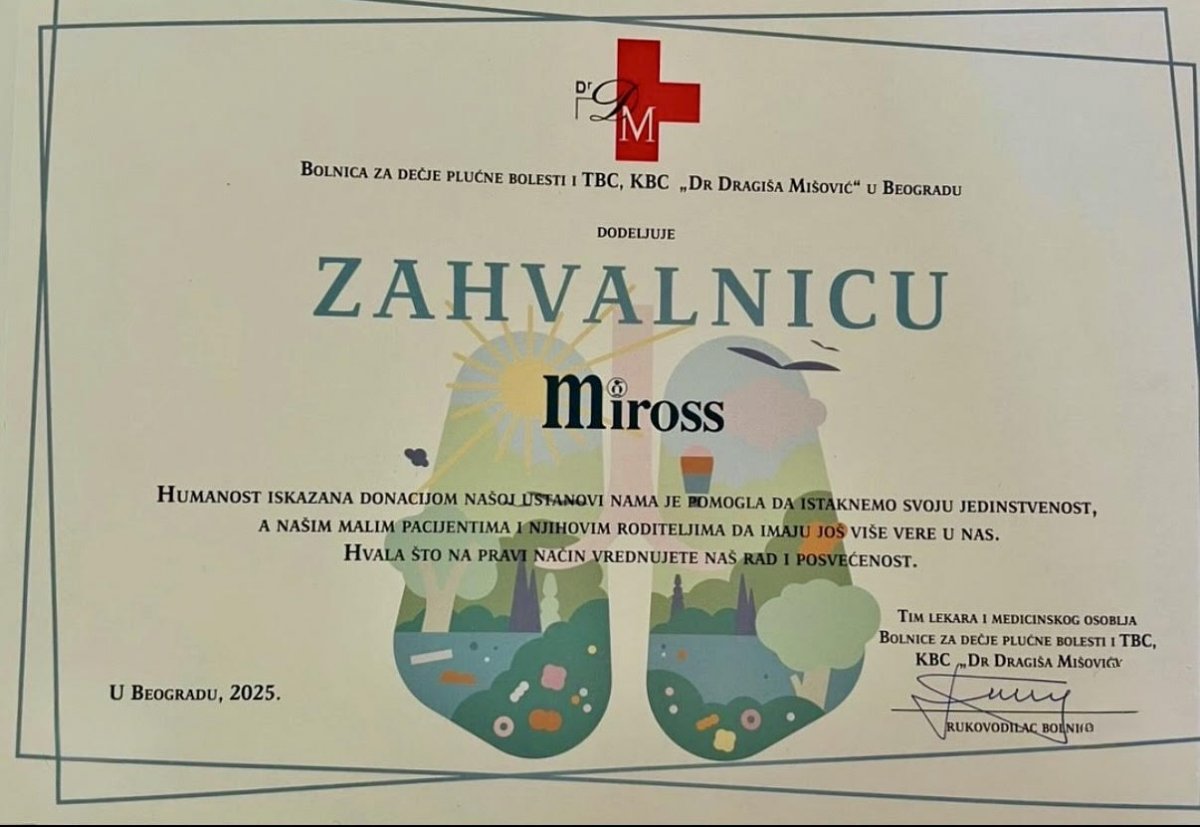 Dr DM
BOLNICA ZA DEČJE PLUĆNE BOLESTI I TBC, KBC „DR DRAGIŠA MIŠOVIĆ“ U BEOGRADU
DODELJUJE
ZAHVALNICU
miross
HUMANOST ISKAZANA DONACIJOM NAŠOJ USTANOVI NAMA JE POMOGLA DA ISTAKNEMO SVOJU JEDINSTVENOST,
A NAŠIM MALIM PACIJENTIMA I NJIHOVIM RODITELJIMA DA IMAJU JOŠ VIŠE VERE U NAS.
HVALA ŠTO NA PRAVI NAČIN VREDNUJETE NAŠ RAD I POSVEĆENOST.
TIM LEKARA I MEDICINSKOG OSOBLJA
BOLNICE ZA DEČJE PLUĆNE BOLESTI I TBC,
KBC „DR DRAGIŠA MIŠOVIĆ
U BEOGRADU, 2025.
RUKOVODILAC BOLNICE